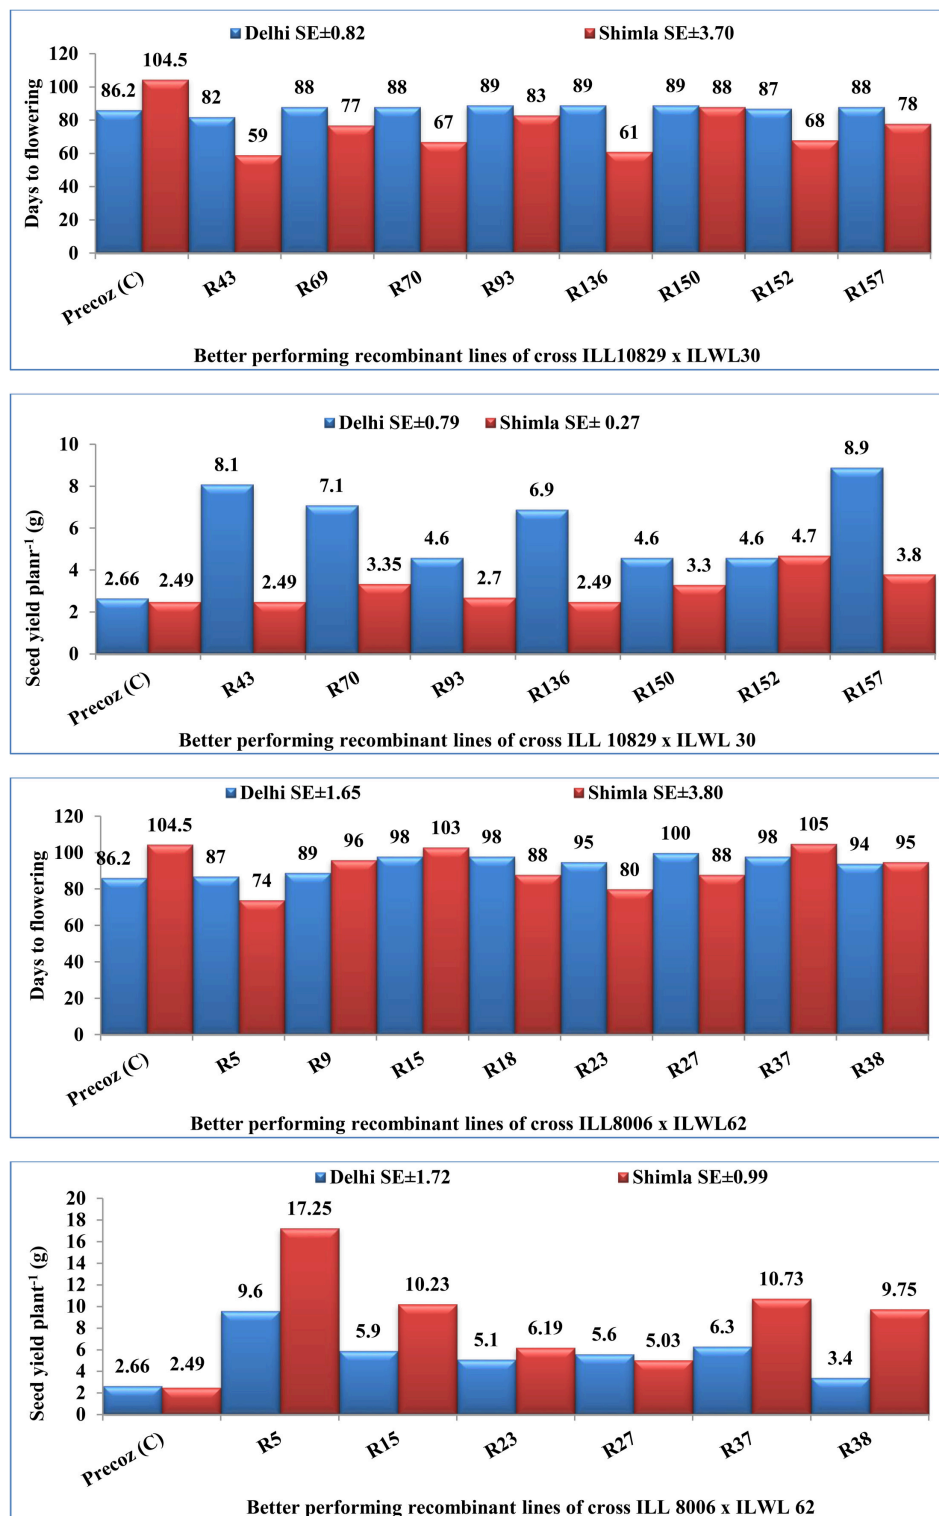 Delhi SE±0.82 Shimla SE±3.70
Days to flowering
120
100
80
60
40
20
0
86.2 104.5 82 59 88 77 88 67 89 83 89 61 89 88 87 68 88 78
Precoz (C) R43 R69 R70 R93 R136 R150 R152 R157
Better performing recombinant lines of cross ILL10829 x ILWL30
Delhi SE±0.79 Shimla SE± 0.27
Seed yield planr-1 (g)
10
8
6
4
2
0
2.66 2.49 8.1 2.49 7.1 3.35 4.6 2.7 6.9 2.49 4.6 3.3 4.6 4.7 8.9 3.8
Precoz (C) R43 R70 R93 R136 R150 R152 R157
Better performing recombinant lines of cross ILL 10829 x ILWL 30
Delhi SE±1.65 Shimla SE±3.80
Days to flowering
120
100
80
60
40
20
0
86.2 104.5 87 74 89 96 98 103 98 88 95 80 100 88 98 105 94 95
Precoz (C) R5 R9 R15 R18 R23 R27 R37 R38
Better performing recombinant lines of cross ILL8006 x ILWL62
Delhi SE±1.72 Shimla SE±0.99
Seed yield plant-1 (g)
20
18
16
14
12
10
8
6
4
2
0
2.66 2.49 9.6 17.25 5.9 10.23 5.1 6.19 5.6 5.03 6.3 10.73 3.4 9.75
Precoz (C) R5 R15 R23 R27 R37 R38
Better performing recombinant lines of cross ILL 8006 x ILWL 62